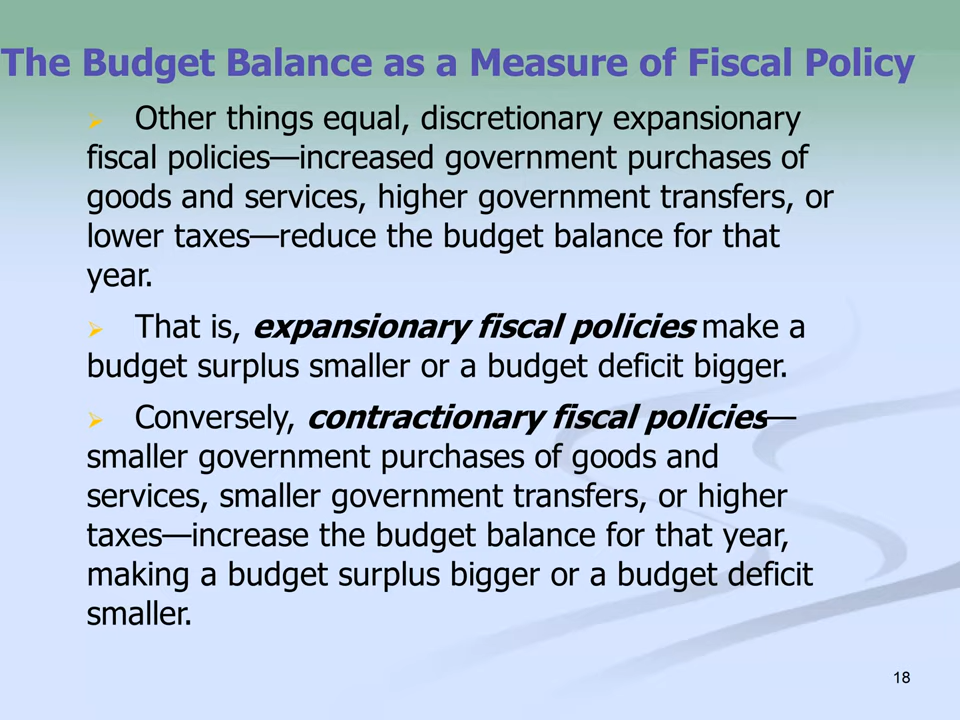 The Budget Balance as a Measure of Fiscal Policy
Other things equal, discretionary expansionary
fiscal policies—increased government purchases of
goods and services, higher government transfers, or
lower taxes—reduce the budget balance for that
year.
That is, expansionary fiscal policies make a
budget surplus smaller or a budget deficit bigger.
Conversely, contractionary fiscal policies—
smaller government purchases of goods and
services, smaller government transfers, or higher
taxes—increase the budget balance for that year,
making a budget surplus bigger or a budget deficit
smaller.
18